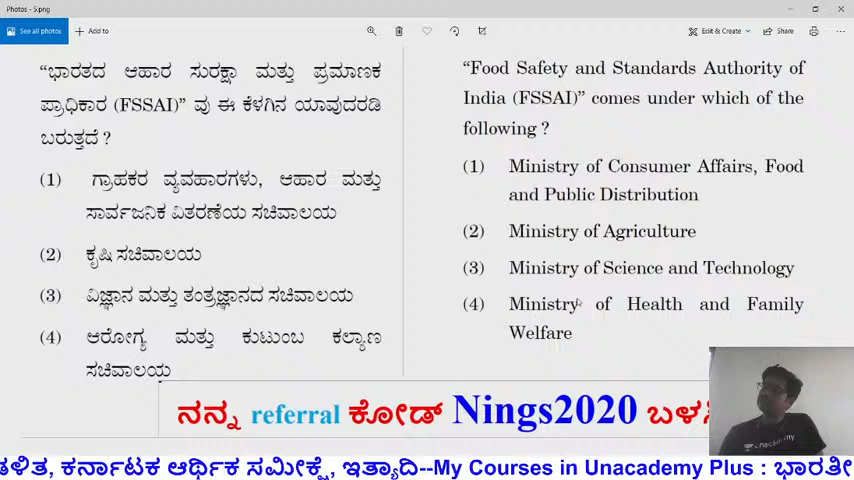 Photos - 5.png
See all photos
Add to
Edit & Create
Share
“ಭಾರತದ ಆಹಾರ ಸುರಕ್ಷಾ ಮತ್ತು ಪ್ರಮಾಣಕ
ಪ್ರಾಧಿಕಾರ (FSSAI)” ವು ಈ ಕೆಳಗಿನ ಯಾವುದರಡಿ
ಬರುತ್ತದೆ ?
(1) ಗ್ರಾಹಕರ ವ್ಯವಹಾರಗಳು, ಆಹಾರ ಮತ್ತು
ಸಾರ್ವಜನಿಕ ವಿತರಣೆಯ ಸಚಿವಾಲಯ
(2) ಕೃಷಿ ಸಚಿವಾಲಯ
(3) ವಿಜ್ಞಾನ ಮತ್ತು ತಂತ್ರಜ್ಞಾನದ ಸಚಿವಾಲಯ
(4) ಆರೋಗ್ಯ ಮತ್ತು ಕುಟುಂಬ ಕಲ್ಯಾಣ
ಸಚಿವಾಲಯ
“Food Safety and Standards Authority of
India (FSSAI)” comes under which of the
following ?
(1) Ministry of Consumer Affairs, Food
and Public Distribution
(2) Ministry of Agriculture
(3) Ministry of Science and Technology
(4) Ministry of Health and Family
Welfare
unacademy
ನನ್ನ referral ಕೋಡ್ Nings2020
ಕರ್ನಾಟಕ ಆರ್ಥಿಕ ಸಮೀಕ್ಷೆ, ಇತ್ಯಾದಿ--My Courses in Unacademy Plus :